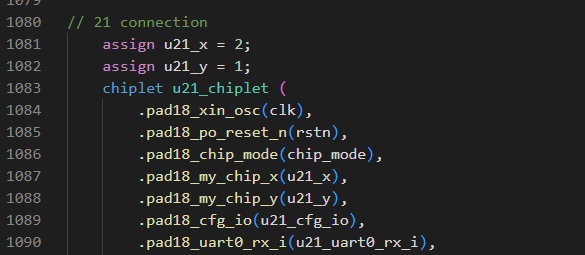 1079
1080 // 21 connection
1081 assign u21_x = 2;
1082 assign u21_y = 1;
1083 chiplet u21_chiplet (
1084 .pad18_xin_osc(clk),
1085 .pad18_po_reset_n(rstn),
1086 .pad18_chip_mode(chip_mode),
1087 .pad18_my_chip_x(u21_x),
1088 .pad18_my_chip_y(u21_y),
1089 .pad18_cfg_io(u21_cfg_io),
1090 .pad18_uart0_rx_i(u21_uart0_rx_i),